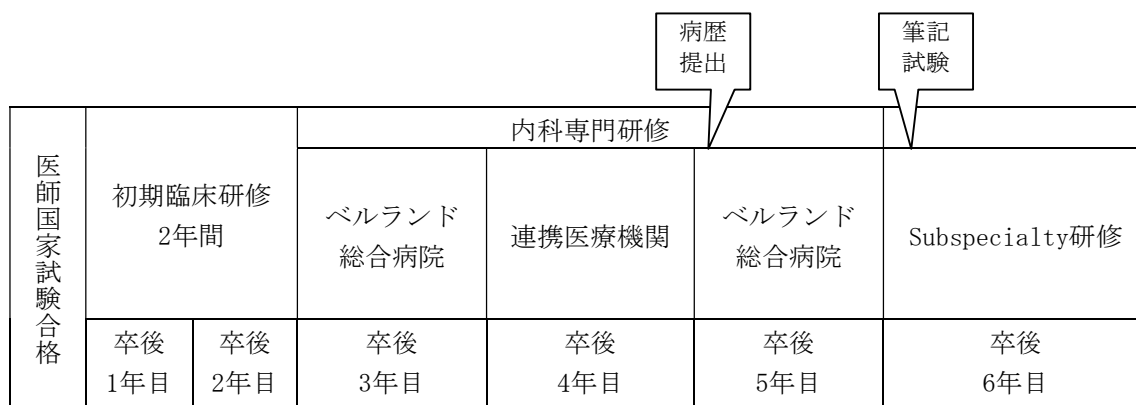 病歴
提出
筆記
試験
医師国家試験合格
初期臨床研修
2年間
内科専門研修
ベルランド
総合病院
連携医療機関
ベルランド
総合病院
Subspecialty研修
卒後
1年目
卒後
2年目
卒後
3年目
卒後
4年目
卒後
5年目
卒後
6年目